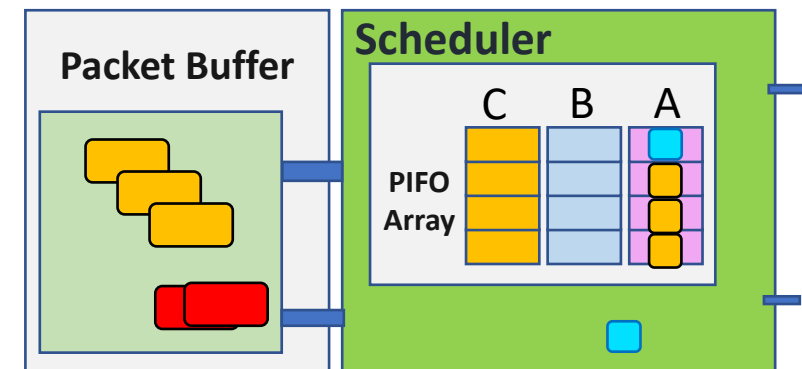 Packet Buffer
Scheduler
C B A
PIFO
Array